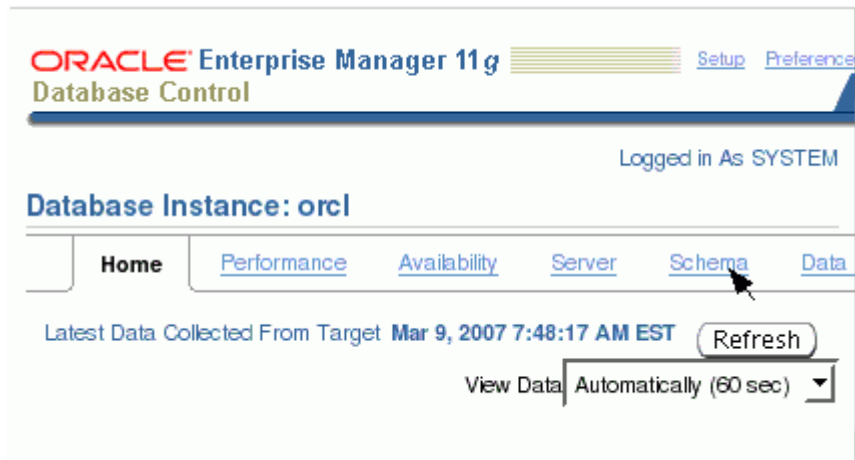 ORACLE Enterprise Manager 11g Setup Preference
Database Control
Logged in As SYSTEM
Database Instance: orcl
Home Performance Availability Server Schema Data
Latest Data Collected From Target Mar 9, 2007 7:48:17 AM EST Refresh
View Data Automatically (60 sec)